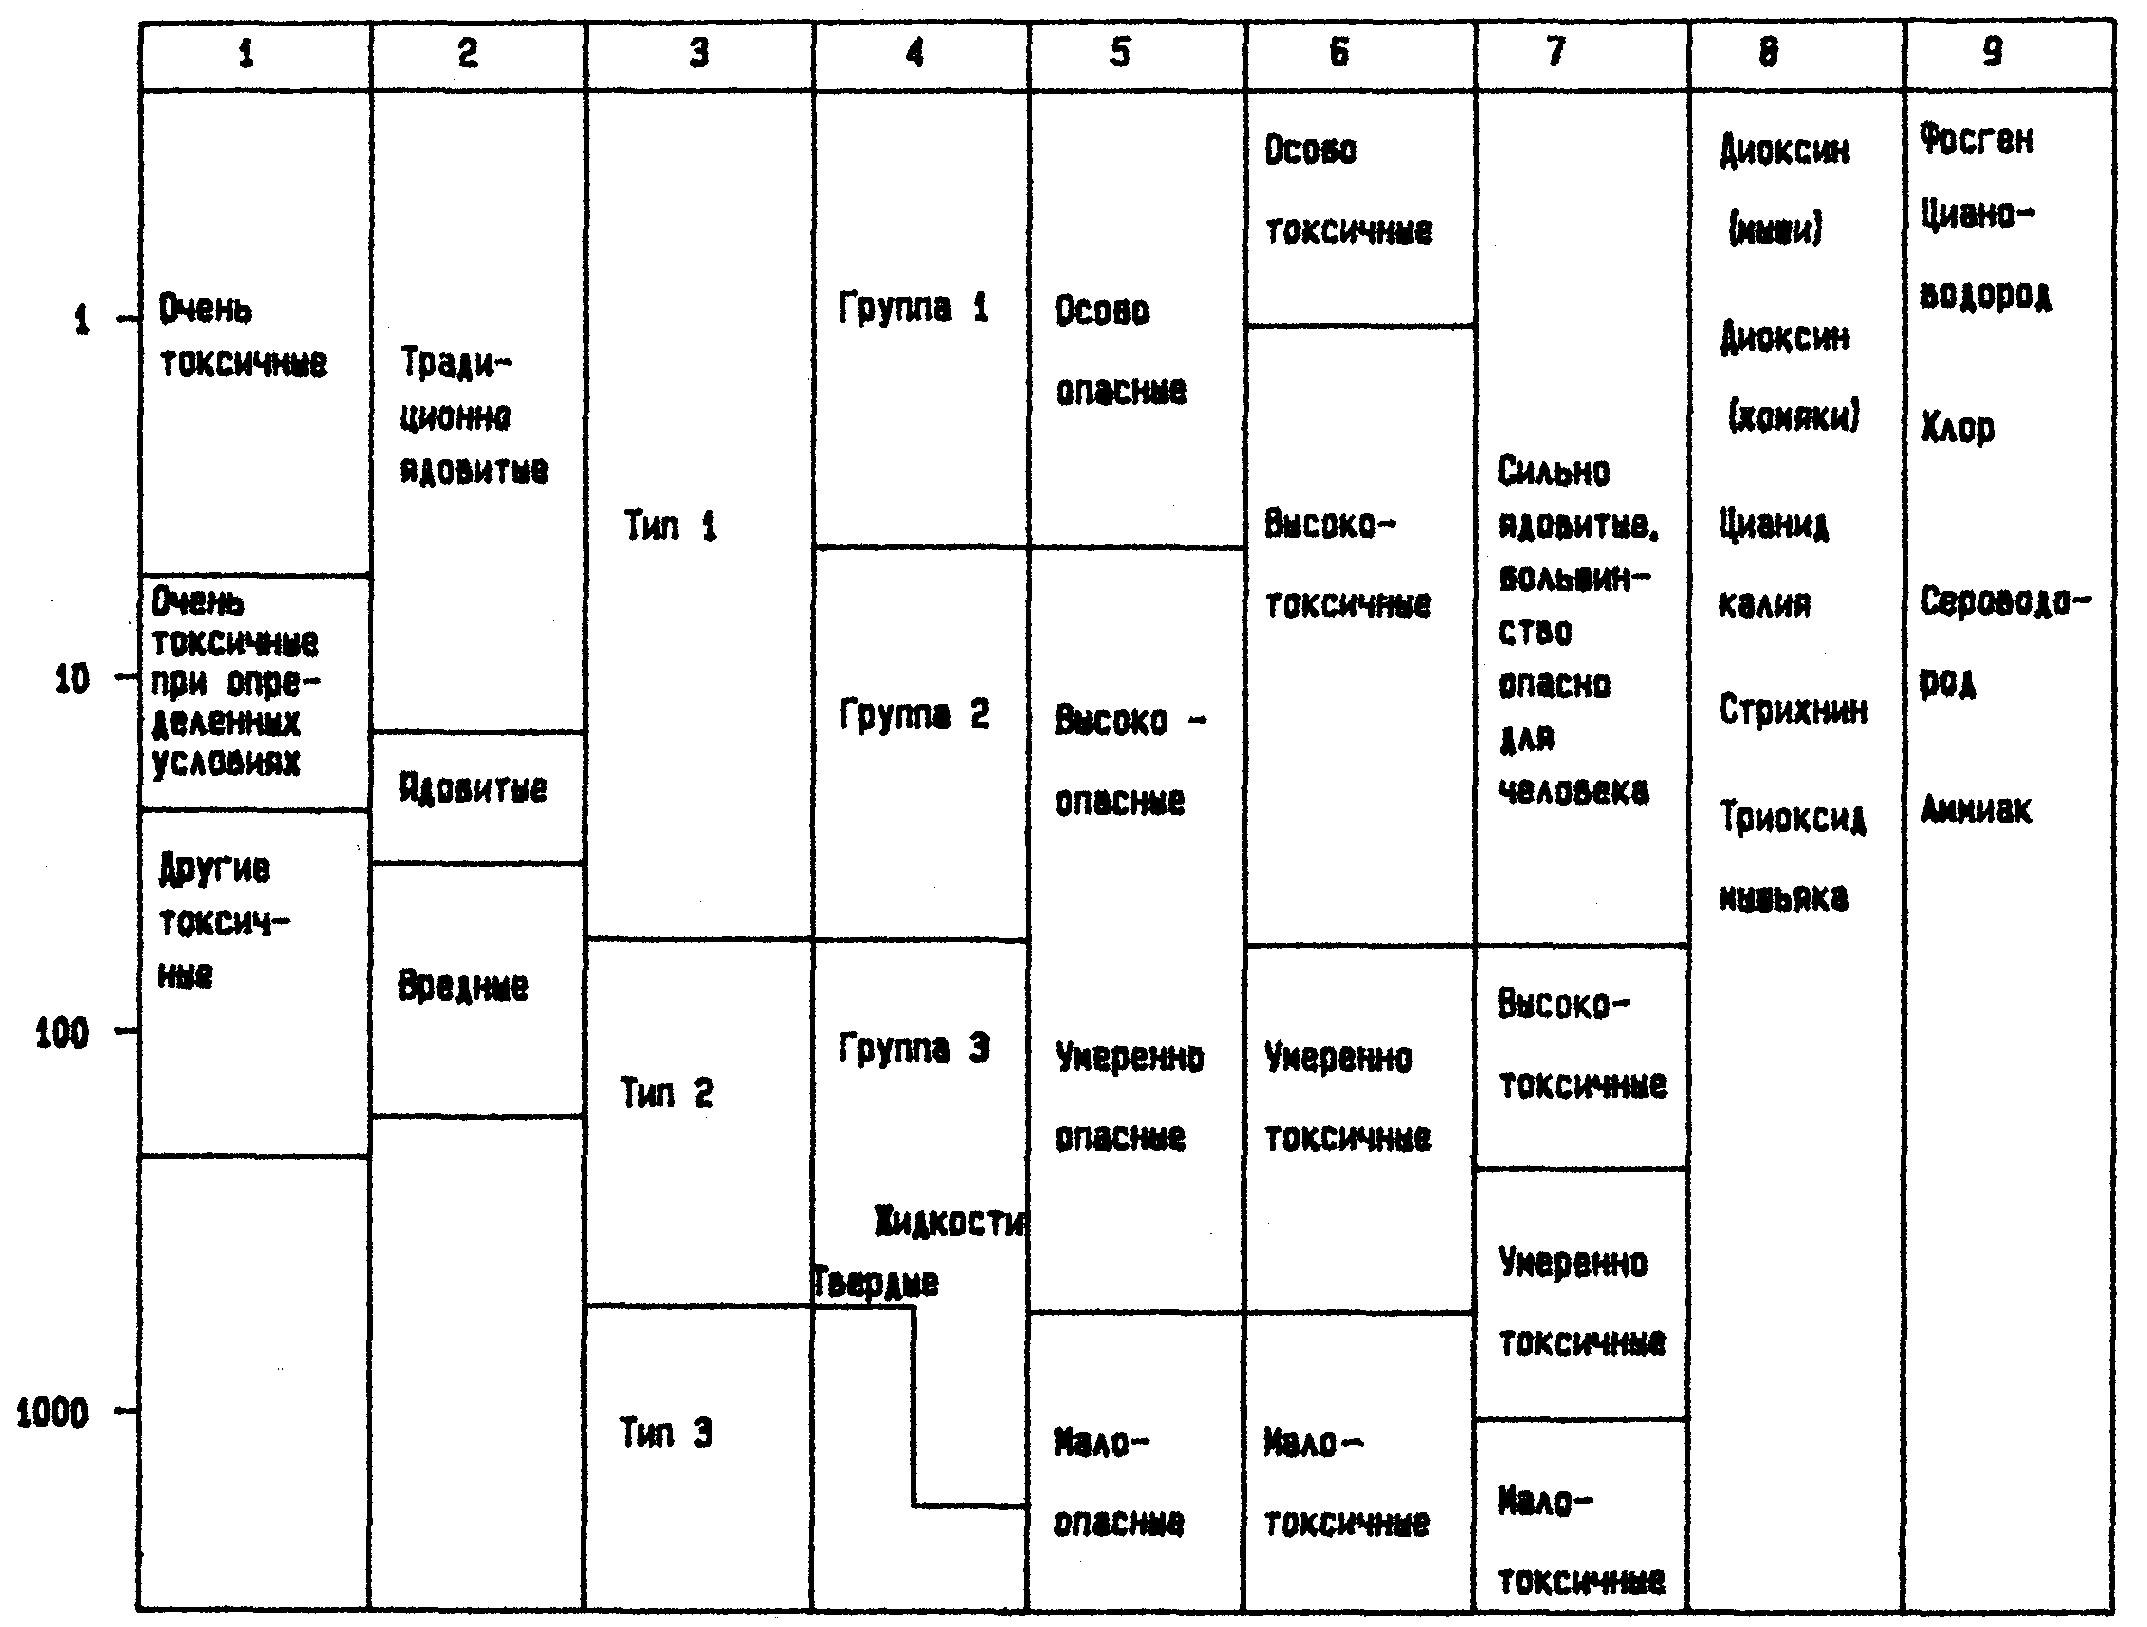 1 2 3 4 5 6 7 8 9
1
10
100
1000
Очень
токсичные
Очень
токсичные
при опре-
деленных
условиях
Другие
токсич-
ные
Тради-
ционно
ядовитые
Ядовитые
Вредные
Тип 1
Тип 2
Тип 3
Группа 1
Группа 2
Группа 3
Жидкости
Твердые
Особо
опасные
Высоко -
опасные
Умеренно
опасные
Мало-
опасные
Особо
токсичные
Высоко-
токсичные
Умеренно
токсичные
Мало-
токсичные
Сильно
ядовитые.
большин-
ство
опасно
для
человека
Высоко-
токсичные
Умеренно
токсичные
Мало-
токсичные
Диоксин
(мыши)
Диоксин
(хомяки)
Цианид
калия
Стрихнин
Триоксид
мышьяка
Фосген
Циано-
водород
Хлор
Сероводо-
род
Аммиак